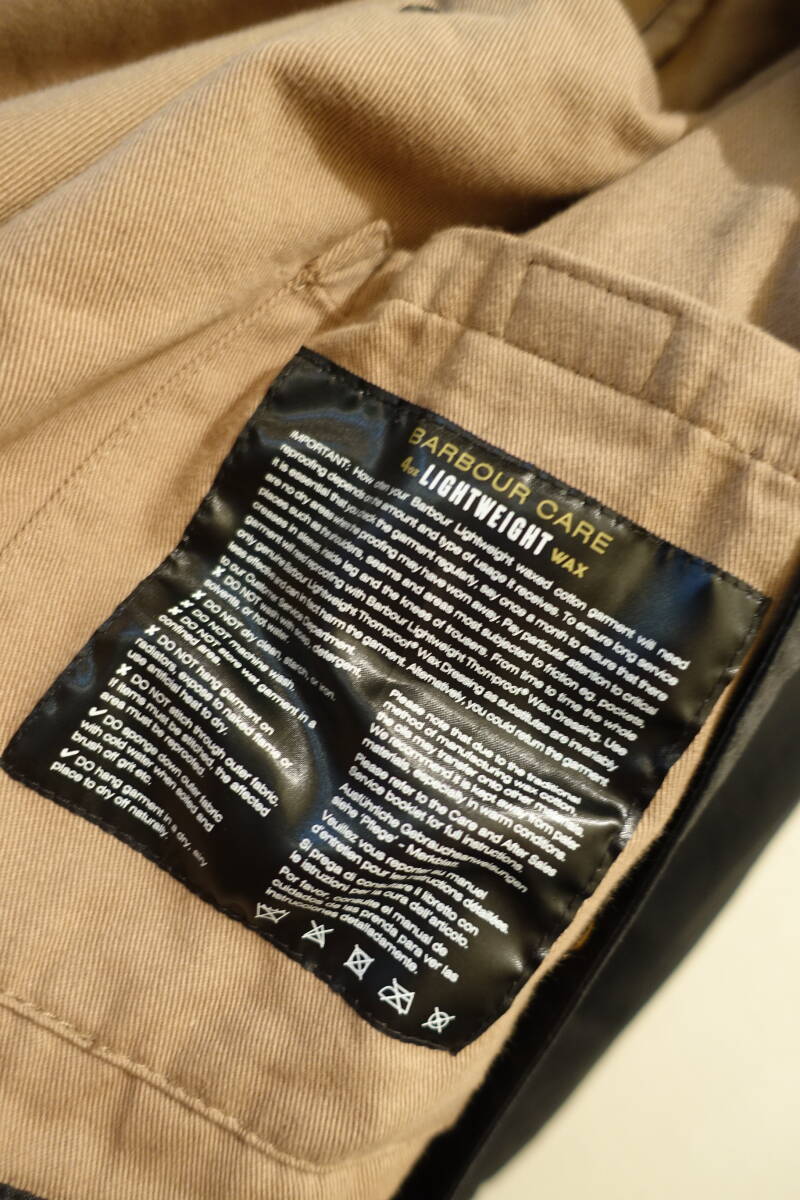 BARBOUR CARE
4oz LIGHTWEIGHT WAX
IMPORTANT: How often your Barbour Lightweight waxed cotton garment will need
reproofing depends on the amount and type of usage it receives. To ensure long service
it is essential that you check the garment regularly, say once a month to ensure that there
are no dry areas where the proofing may have worn away. Pay particular attention to critical
places such as shoulders, seams and areas most subjected to friction eg. pockets,
creases in sleeve, inside leg and the knees of trousers. From time to time the whole
garment will need reproofing with Barbour Lightweight Thornproof® Wax Dressing. Use
only, genuine Barbour Lightweight Thornproof® Wax Dressing as substitutes are invariably
less effective and can in fact harm the garment. Alternatively, you could return the garment
to our Customer Service Department.
✘ DO NOT wash with soap, detergent,
solvents, or hot water.
✘ DO NOT dry clean, starch, or iron.
✘ DO NOT machine wash.
✘ DO NOT store wax garment in a
confined area.
✘ DO NOT hang garment on
radiators, expose to naked flame or
use artificial heat to dry.
✘ DO NOT stitch through outer fabric.
If items must be stitched, the affected
area must be reproofed.
✔ DO sponge down outer fabric
with cold water when soiled and
brush off grit etc.
✔ DO hang garment in a dry, airy
place to dry off naturally.
Please note that due to the traditional
method of manufacturing wax cotton,
the oils may transfer onto other materials.
We recommend it is kept away from paler
materials, especially in warm conditions.
Please refer to the Care and After Sales
Service booklet for full instructions.
Ausführliche Gebrauchsanweisungen
siehe "Pflege" - Merkblätter
Veuillez vous reporter au manuel
d'entretien pour les instructions détaillées.
Si prega di consultare il libretto con
le istruzioni per la cura dell'articolo.
Por favor, consulte el manual de
cuidados de las prenda para ver las
instrucciones detalladamente.